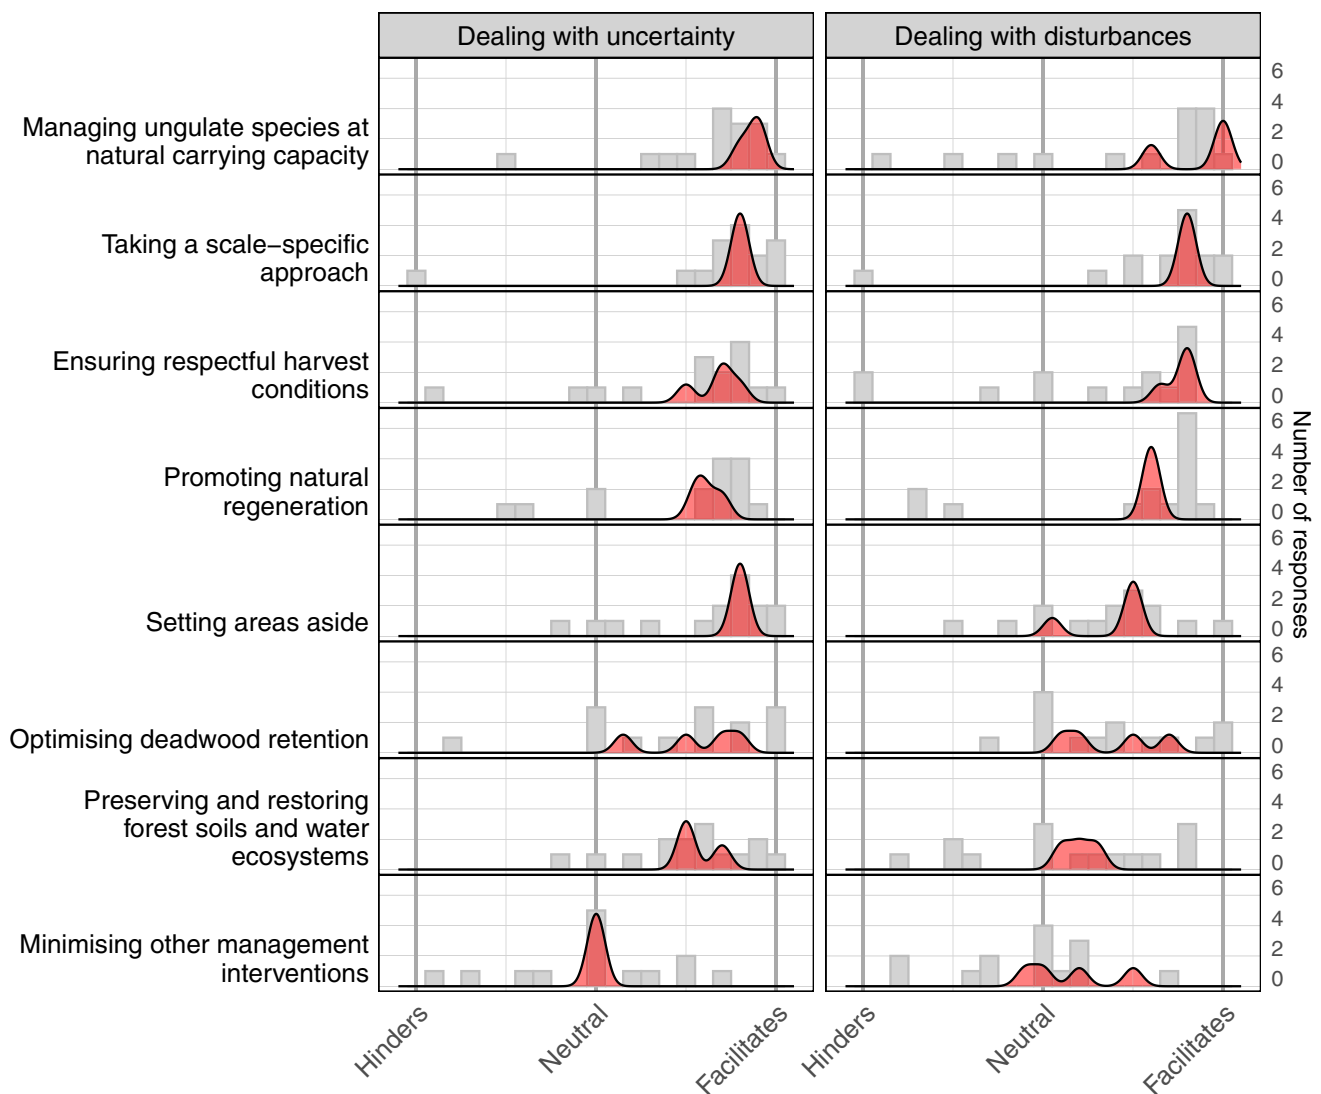 Dealing with uncertainty
Dealing with disturbances
Managing ungulate species at
natural carrying capacity
6
4
2
0
Taking a scale−specific
approach
6
4
2
0
Ensuring respectful harvest
conditions
6
4
2
0
Promoting natural
regeneration
6
4
2
0
Setting areas aside
6
4
2
0
Optimising deadwood retention
6
4
2
0
Preserving and restoring
forest soils and water
ecosystems
6
4
2
0
Minimising other management
interventions
6
4
2
0
Number of responses
Hinders
Neutral
Facilitates
Hinders
Neutral
Facilitates